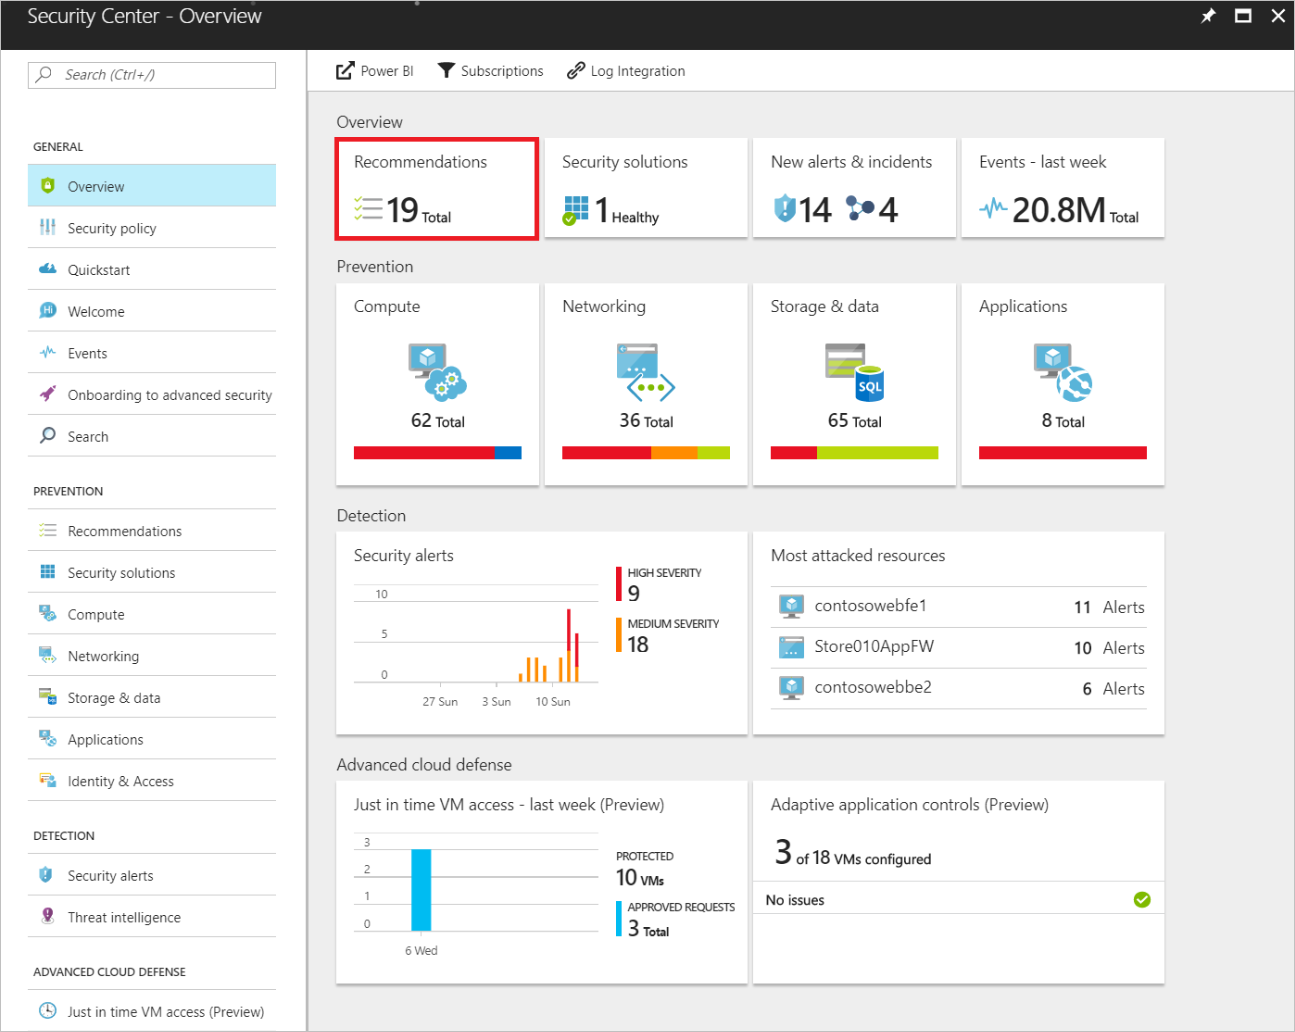 Security Center - Overview
Search (Ctrl+/)
Power BI
Subscriptions
Log Integration
GENERAL
Overview
Security policy
Quickstart
Hi
Welcome
Events
Onboarding to advanced security
Search
PREVENTION
Recommendations
Security solutions
Compute
Networking
Storage & data
Applications
Identity & Access
DETECTION
Security alerts
Threat intelligence
ADVANCED CLOUD DEFENSE
Just in time VM access (Preview)
Overview
Recommendations
19 Total
Security solutions
1 Healthy
New alerts & incidents
14 4
Events - last week
20.8M Total
Prevention
Compute
62 Total
Networking
36 Total
Storage & data
SQL
65 Total
Applications
8 Total
Detection
Security alerts
10
5
0
27 Sun 3 Sun 10 Sun
HIGH SEVERITY
9
MEDIUM SEVERITY
18
Most attacked resources
contosowebfe1 11 Alerts
Store010AppFW 10 Alerts
contosowebbe2 6 Alerts
Advanced cloud defense
Just in time VM access - last week (Preview)
3
2
1
0
6 Wed
PROTECTED
10 VMs
APPROVED REQUESTS
3 Total
Adaptive application controls (Preview)
3 of 18 VMs configured
No issues